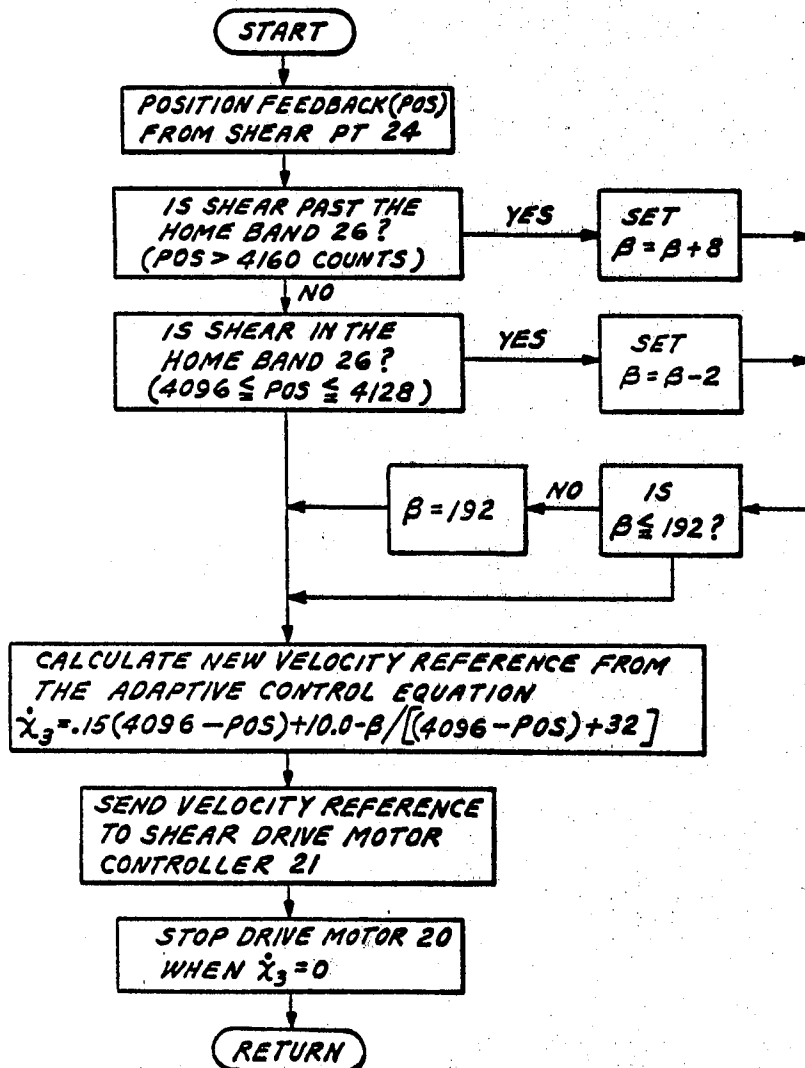 START
POSITION FEEDBACK (POS)
FROM SHEAR PT 24
IS SHEAR PAST THE
HOME BAND 26?
(POS > 4160 COUNTS)
YES
SET
β = β + 8
NO
IS SHEAR IN THE
HOME BAND 26?
(4096 ≦ POS ≦ 4128)
YES
SET
β = β - 2
IS
β ≦ 192?
NO
β = 192
CALCULATE NEW VELOCITY REFERENCE FROM
THE ADAPTIVE CONTROL EQUATION
ẋ₃ = .15(4096 - POS) + 10.0 - β/[(4096 - POS) + 32]
SEND VELOCITY REFERENCE
TO SHEAR DRIVE MOTOR
CONTROLLER 21
STOP DRIVE MOTOR 20
WHEN ẋ₃ = 0
RETURN